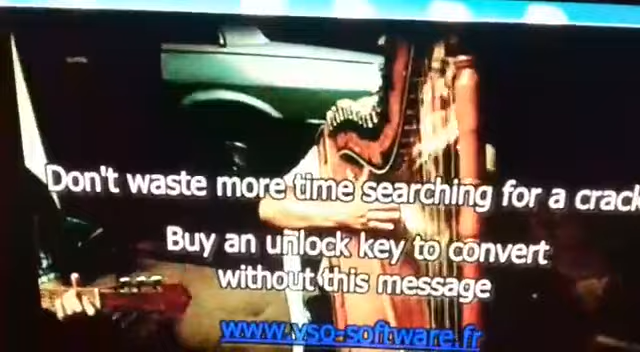 Don't waste more time searching for a crack
Buy an unlock key to convert
without this message
www.vso-software.fr